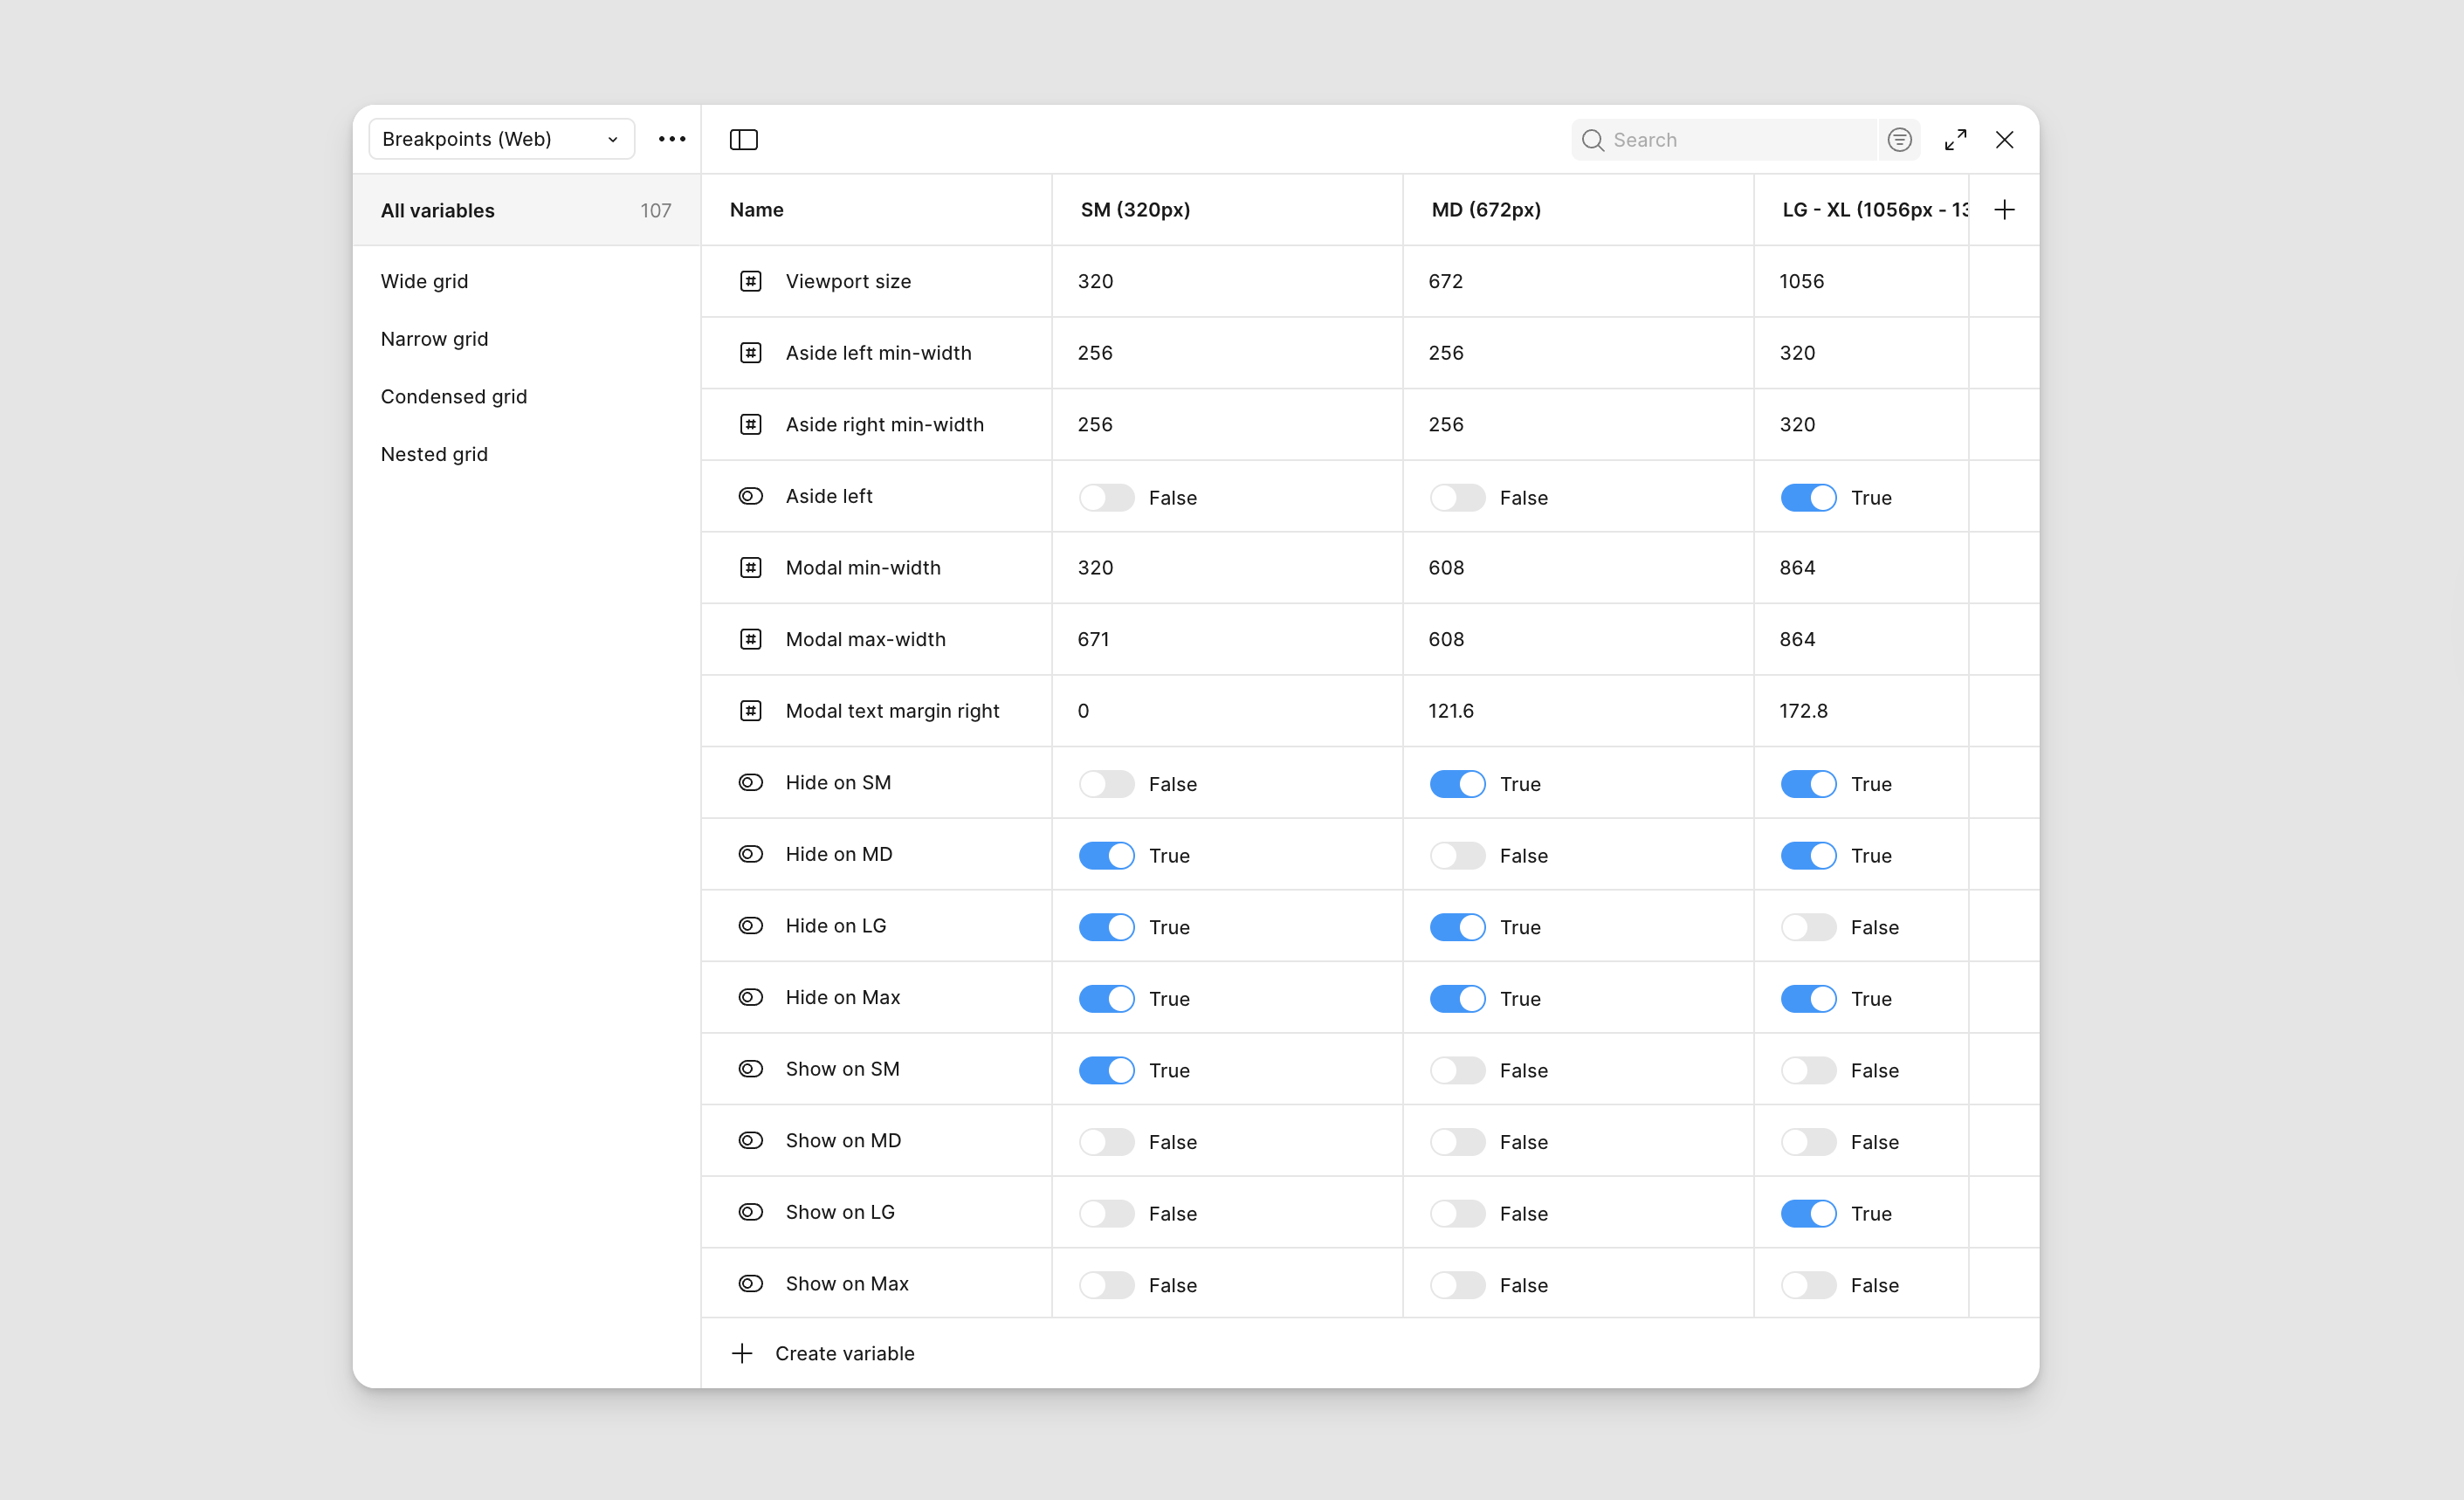 Breakpoints (Web)
Search
All variables 107
Wide grid
Narrow grid
Condensed grid
Nested grid
Name SM (320px) MD (672px) LG - XL (1056px - 13
Viewport size 320 672 1056
Aside left min-width 256 256 320
Aside right min-width 256 256 320
Aside left False False True
Modal min-width 320 608 864
Modal max-width 671 608 864
Modal text margin right 0 121.6 172.8
Hide on SM False True True
Hide on MD True False True
Hide on LG True True False
Hide on Max True True True
Show on SM True False False
Show on MD False False False
Show on LG False False True
Show on Max False False False
Create variable